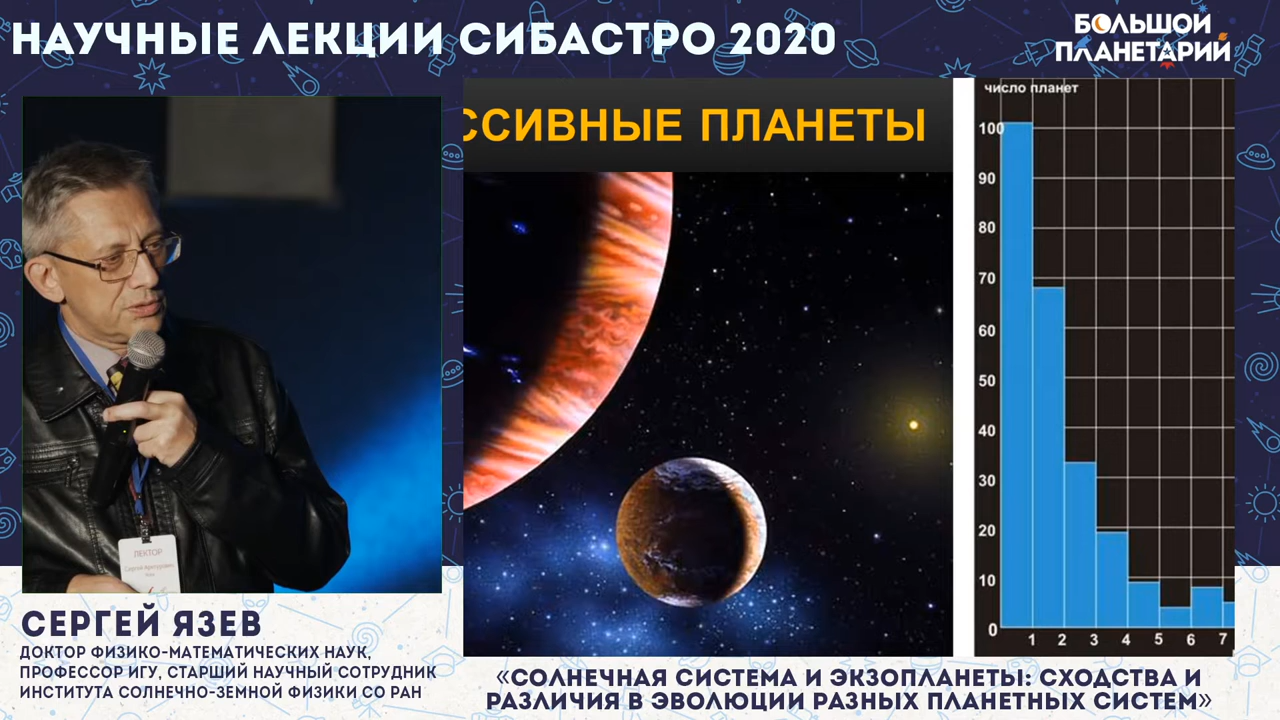 НАУЧНЫЕ ЛЕКЦИИ СИБАСТРО 2020
БОЛЬШОЙ
ПЛАНЕТАРИЙ
ССИВНЫЕ ПЛАНЕТЫ
число планет
100
90
80
70
60
50
40
30
20
10
0
1 2 3 4 5 6 7
ЛЕКТОР
СЕРГЕЙ ЯЗЕВ
ДОКТОР ФИЗИКО-МАТЕМАТИЧЕСКИХ НАУК,
ПРОФЕССОР ИГУ, СТАРШИЙ НАУЧНЫЙ СОТРУДНИК
ИНСТИТУТА СОЛНЕЧНО-ЗЕМНОЙ ФИЗИКИ СО РАН
«СОЛНЕЧНАЯ СИСТЕМА И ЭКЗОПЛАНЕТЫ: СХОДСТВА И
РАЗЛИЧИЯ В ЭВОЛЮЦИИ РАЗНЫХ ПЛАНЕТНЫХ СИСТЕМ»